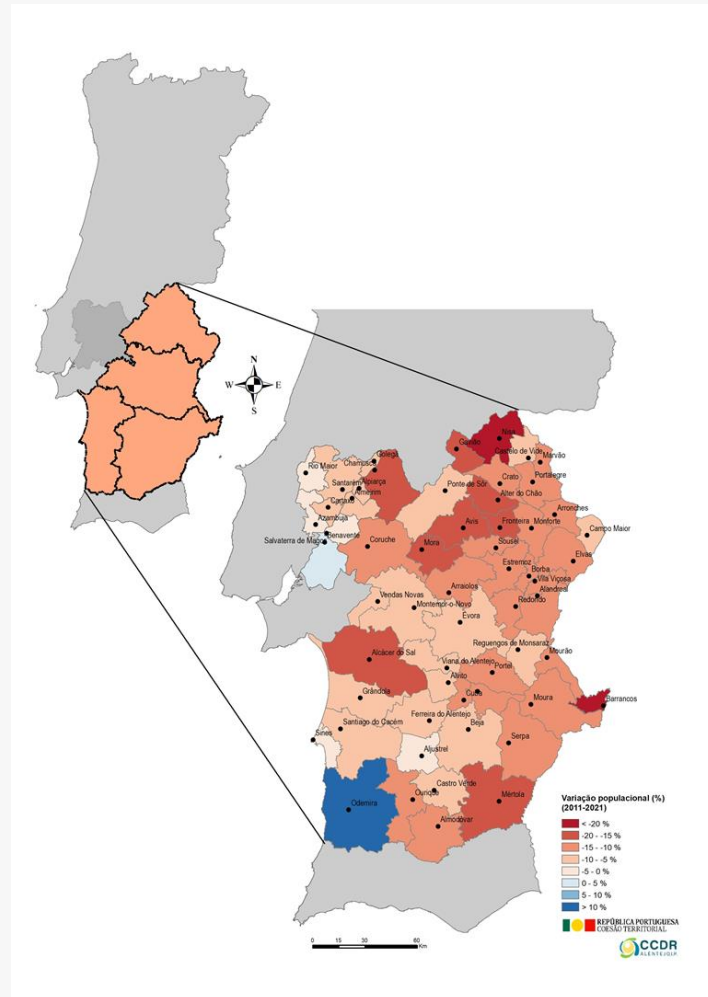 N
W E
S
Nisa
Gavião
Castelo de Vide
Marvão
Golegã
Chamusca
Rio Maior
Alpiarça
Santarém
Almeirim
Ponte de Sôr
Crato
Portalegre
Cartaxo
Alter do Chão
Azambuja
Avis
Fronteira
Monforte
Arronches
Campo Maior
Benavente
Salvaterra de Magos
Coruche
Mora
Sousel
Elvas
Estremoz
Borba
Vila Viçosa
Arraiolos
Alandroal
Vendas Novas
Redondo
Montemor-o-Novo
Évora
Reguengos de Monsaraz
Mourão
Alcácer do Sal
Viana do Alentejo
Portel
Alvito
Grândola
Cuba
Moura
Barrancos
Ferreira do Alentejo
Santiago do Cacém
Beja
Sines
Serpa
Aljustrel
Castro Verde
Odemira
Ourique
Mértola
Almodôvar
Variação populacional (%)
(2011-2021)
< -20 %
-20 - -15 %
-15 - -10 %
-10 - -5 %
-5 - 0 %
0 - 5 %
5 - 10 %
> 10 %
REPÚBLICA PORTUGUESA
COESÃO TERRITORIAL
CCDR
ALENTEJO I.P.
0 15 30 60
Km